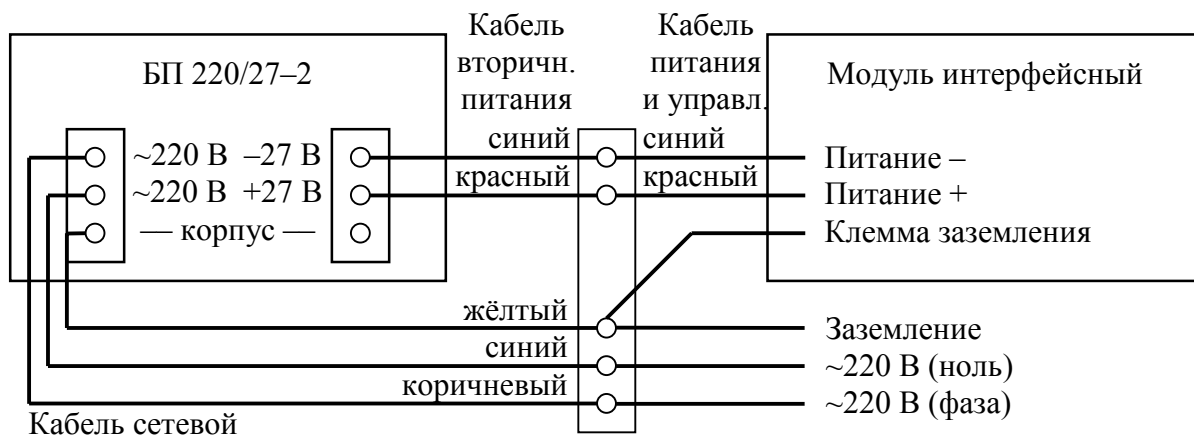 Кабель
вторичн.
питания
Кабель
питания
и управл.
БП 220/27–2
Модуль интерфейсный
~220 В –27 В
синий
синий
Питание –
~220 В +27 В
красный
красный
Питание +
— корпус —
Клемма заземления
жёлтый
Заземление
синий
~220 В (ноль)
коричневый
~220 В (фаза)
Кабель сетевой